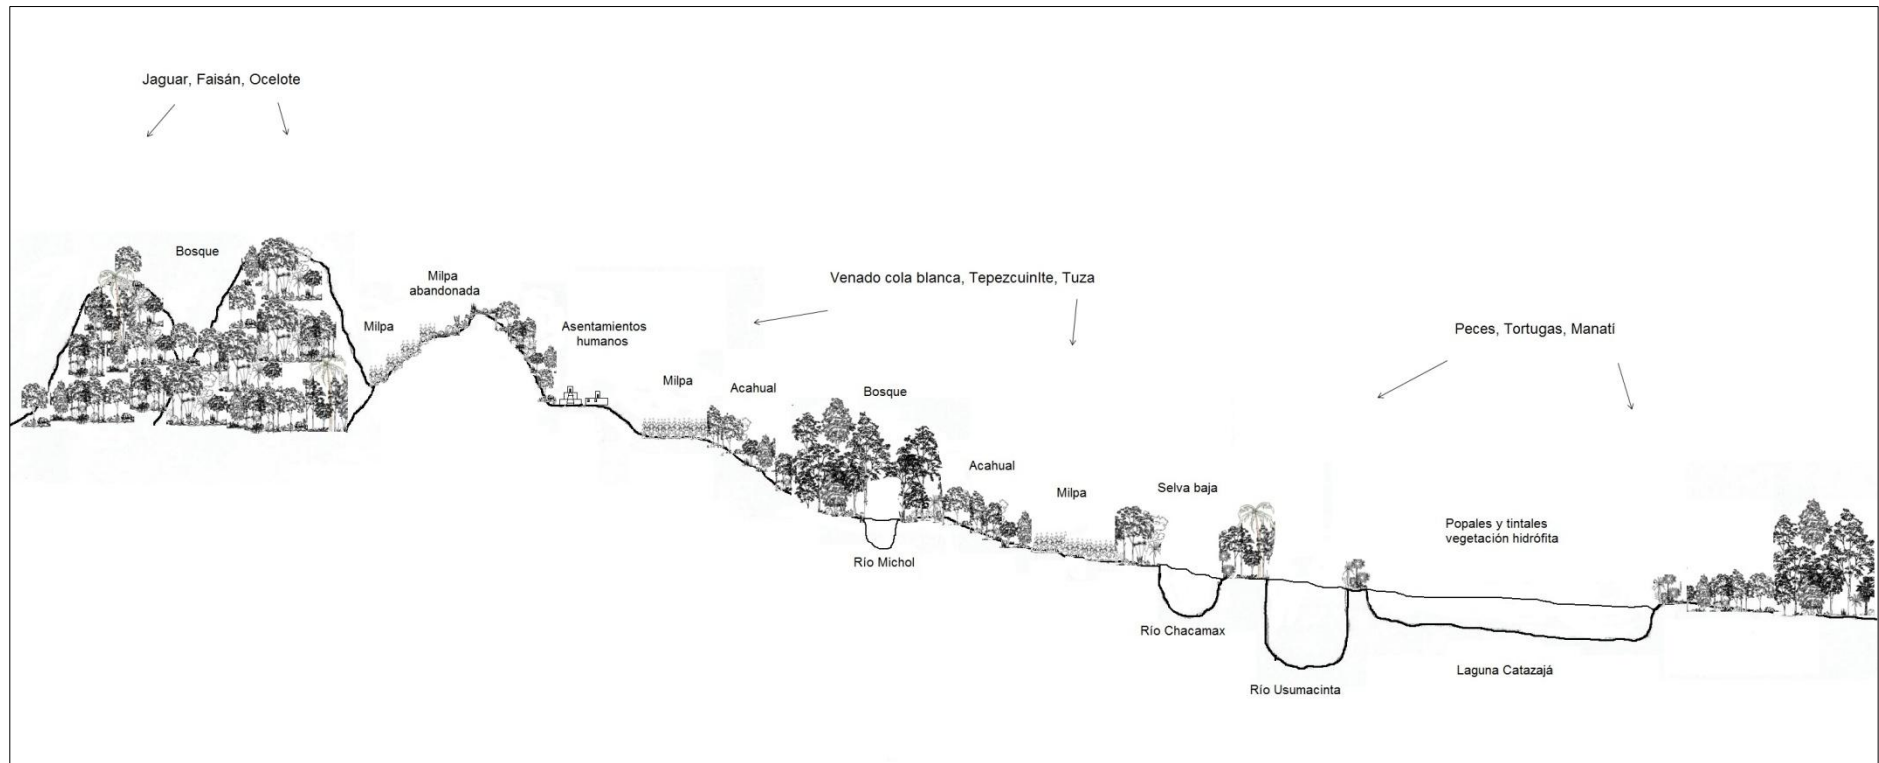 Jaguar, Faisán, Ocelote
Bosque
Milpa
abandonada
Milpa
Asentamientos
humanos
Venado cola blanca, Tepezcuinlte, Tuza
Peces, Tortugas, Manatí
Milpa
Acahual
Bosque
Acahual
Milpa
Selva baja
Popales y tintales
vegetación hidrófita
Río Michol
Río Chacamax
Río Usumacinta
Laguna Catazajá